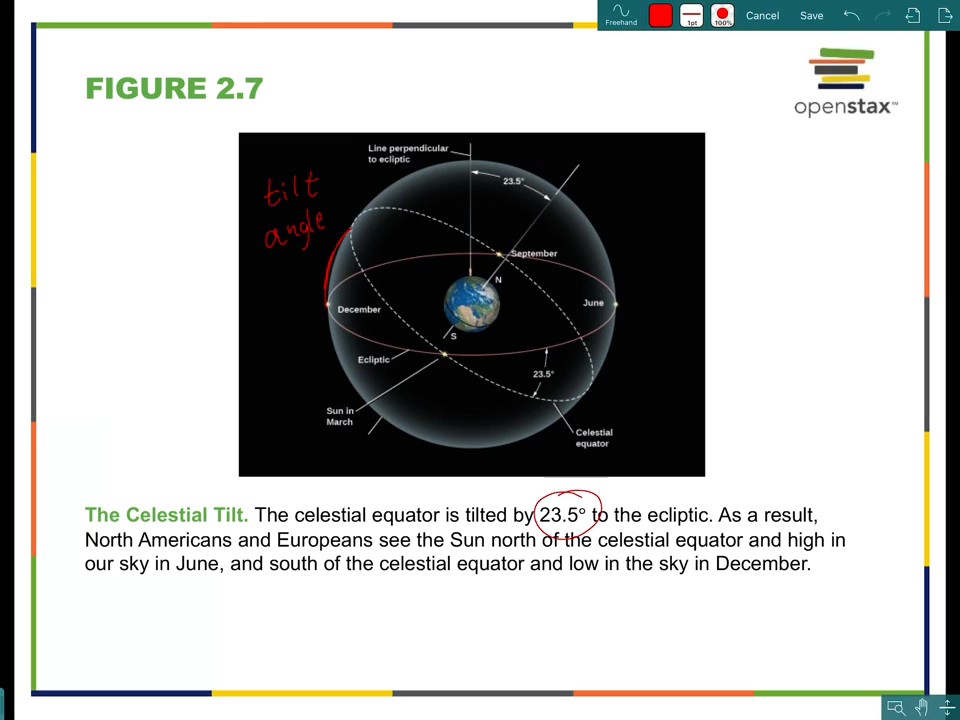 Freehand
1pt
100%
Cancel
Save
FIGURE 2.7
openstax™
Line perpendicular
to ecliptic
23.5°
tilt
angle
September
N
December
June
S
Ecliptic
23.5°
Sun in
March
Celestial
equator
The Celestial Tilt. The celestial equator is tilted by 23.5° to the ecliptic. As a result,
North Americans and Europeans see the Sun north of the celestial equator and high in
our sky in June, and south of the celestial equator and low in the sky in December.